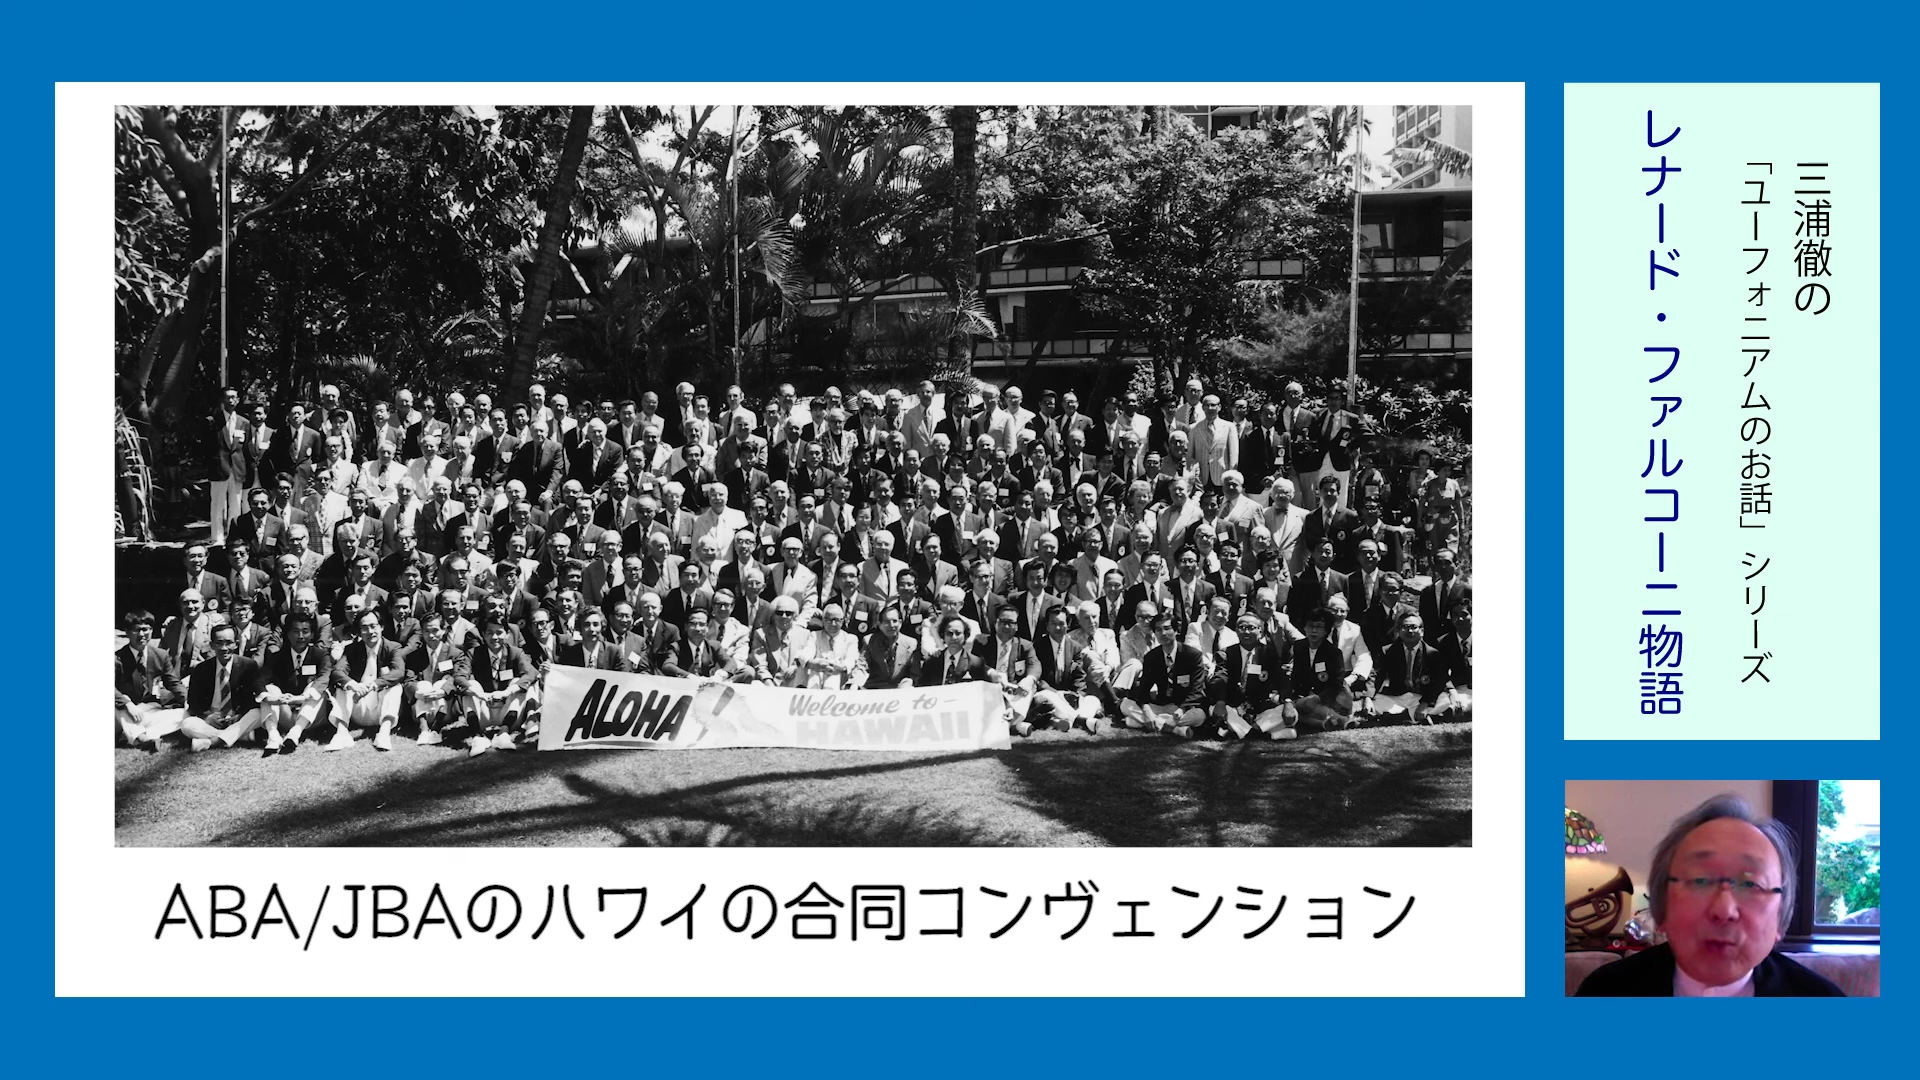 三浦徹の
「ユーフォニアムのお話」シリーズ
レナード・ファルコーニ物語
ALOHA!
Welcome to
HAWAII
ABA/JBAのハワイの合同コンヴェンション